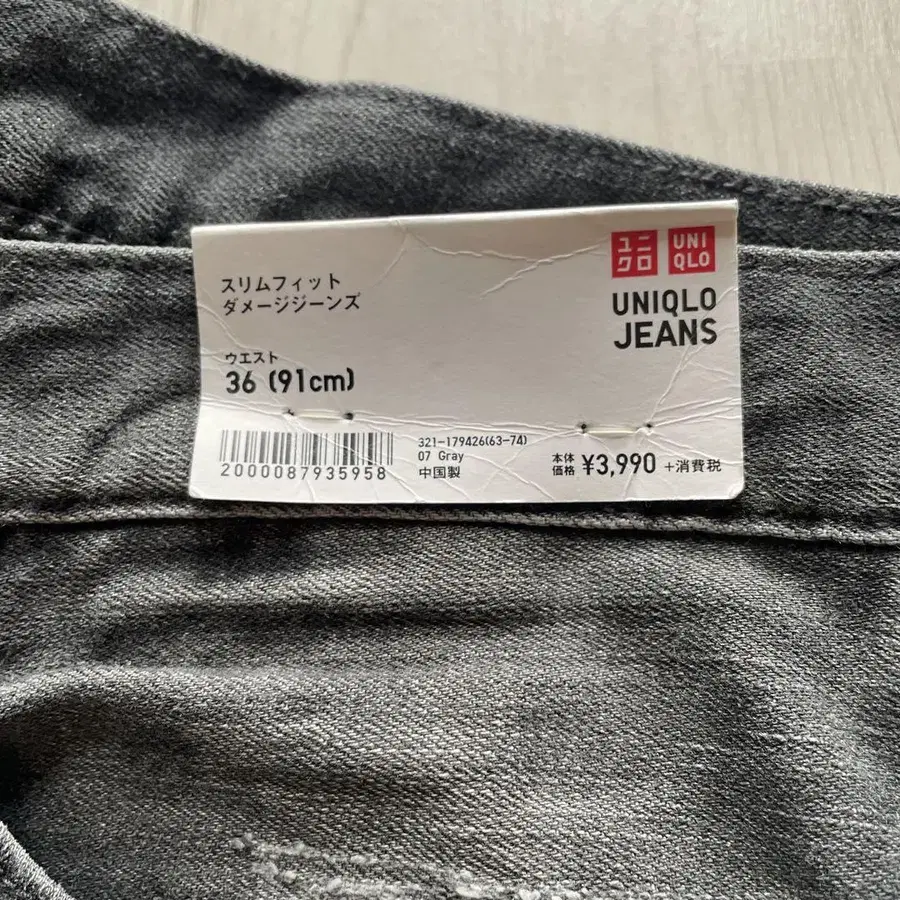 スリムフィット
ダメージジーンズ
ユニ
クロ
UNI
QLO
UNIQLO
JEANS
ウエスト
36 (91cm)
2000087935958
321-179426(63-74)
07 Gray
中国製
本体
価格 ¥3,990 +消費税